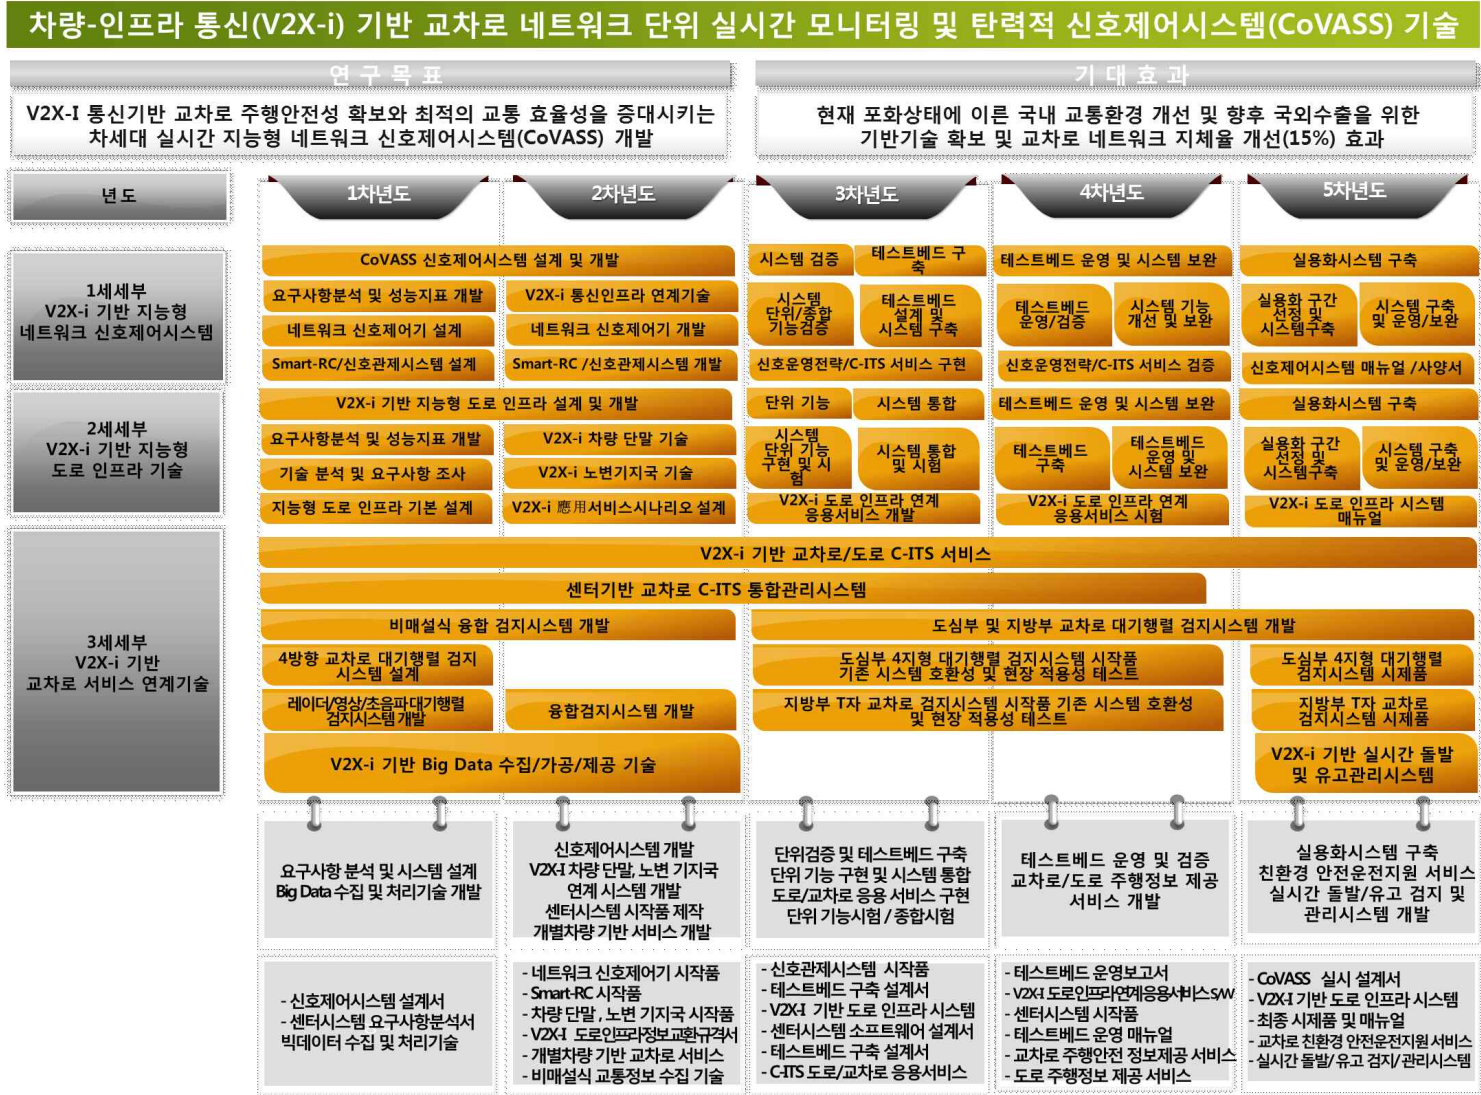 차량-인프라 통신(V2X-i) 기반 교차로 네트워크 단위 실시간 모니터링 및 탄력적 신호제어시스템(CoVASS) 기술
연 구 목 표
V2X-I 통신기반 교차로 주행안전성 확보와 최적의 교통 효율성을 증대시키는
차세대 실시간 지능형 네트워크 신호제어시스템(CoVASS) 개발
기 대 효 과
현재 포화상태에 이른 국내 교통환경 개선 및 향후 국외수출을 위한
기반기술 확보 및 교차로 네트워크 지체율 개선(15%) 효과
년 도
1차년도
2차년도
3차년도
4차년도
5차년도
1세세부
V2X-i 기반 지능형
네트워크 신호제어시스템
CoVASS 신호제어시스템 설계 및 개발
시스템 검증
테스트베드 구
축
테스트베드 운영 및 시스템 보완
실용화시스템 구축
요구사항분석 및 성능지표 개발
V2X-i 통신인프라 연계기술
시스템
단위/종합
기능검증
테스트베드
설계 및
시스템 구축
테스트베드
운영/검증
시스템 기능
개선 및 보완
실용화 구간
선정 및
시스템구축
시스템 구축
및 운영/보완
네트워크 신호제어기 설계
네트워크 신호제어기 개발
Smart-RC/신호관제시스템 설계
Smart-RC /신호관제시스템 개발
신호운영전략/C-ITS 서비스 구현
신호운영전략/C-ITS 서비스 검증
신호제어시스템 매뉴얼 /사양서
2세세부
V2X-i 기반 지능형
도로 인프라 기술
V2X-i 기반 지능형 도로 인프라 설계 및 개발
단위 기능
시스템 통합
테스트베드 운영 및 시스템 보완
실용화시스템 구축
요구사항분석 및 성능지표 개발
V2X-i 차량 단말 기술
시스템
단위 기능
구현 및 시
험
시스템 통합
및 시험
테스트베드
구축
테스트베드
운영 및
시스템 보완
실용화 구간
선정 및
시스템구축
시스템 구축
및 운영/보완
기술 분석 및 요구사항 조사
V2X-i 노변기지국 기술
지능형 도로 인프라 기본 설계
V2X-i 應用서비스시나리오 설계
V2X-i 도로 인프라 연계
응용서비스 개발
V2X-i 도로 인프라 연계
응용서비스 시험
V2X-i 도로 인프라 시스템
매뉴얼
3세세부
V2X-i 기반
교차로 서비스 연계기술
V2X-i 기반 교차로/도로 C-ITS 서비스
센터기반 교차로 C-ITS 통합관리시스템
비매설식 융합 검지시스템 개발
도심부 및 지방부 교차로 대기행렬 검지시스템 개발
4방향 교차로 대기행렬 검지
시스템 설계
도심부 4지형 대기행렬 검지시스템 시작품
기존 시스템 호환성 및 현장 적용성 테스트
도심부 4지형 대기행렬
검지시스템 시제품
레이더/영상/초음파대기행렬
검지시스템 개발
융합검지시스템 개발
지방부 T자 교차로 검지시스템 시작품 기존 시스템 호환성
및 현장 적용성 테스트
지방부 T자 교차로
검지시스템 시제품
V2X-i 기반 Big Data 수집/가공/제공 기술
V2X-i 기반 실시간 돌발
및 유고관리시스템
요구사항 분석 및 시스템 설계
Big Data 수집 및 처리기술 개발
신호제어시스템 개발
V2X-I 차량 단말, 노변 기지국
연계 시스템 개발
센터시스템 시작품 제작
개별차량 기반 서비스 개발
단위검증 및 테스트베드 구축
단위 기능 구현 및 시스템 통합
도로/교차로 응용 서비스 구현
단위 기능시험 / 종합시험
테스트베드 운영 및 검증
교차로/도로 주행정보 제공
서비스 개발
실용화시스템 구축
친환경 안전운전지원 서비스
실시간 돌발/유고 검지 및
관리시스템 개발
- 신호제어시스템 설계서
- 센터시스템 요구사항분석서
빅데이터 수집 및 처리기술
- 네트워크 신호제어기 시작품
- Smart-RC 시작품
- 차량 단말 , 노변 기지국 시작품
- V2X-I 도로인프라정보교환규격서
- 개별차량 기반 교차로 서비스
- 비매설식 교통정보 수집 기술
- 신호관제시스템 시작품
- 테스트베드 구축 설계서
- V2X-I 기반 도로 인프라 시스템
- 센터시스템 소프트웨어 설계서
- 테스트베드 구축 설계서
- C-ITS 도로/교차로 응용서비스
- 테스트베드 운영보고서
- V2X-I 도로인프라연계응용서비스 S/W
- 센터시스템 시작품
- 테스트베드 운영 매뉴얼
- 교차로 주행안전 정보제공 서비스
- 도로 주행정보 제공 서비스
- CoVASS 실시 설계서
- V2X-I 기반 도로 인프라 시스템
- 최종 시제품 및 매뉴얼
- 교차로 친환경 안전운전지원 서비스
- 실시간 돌발/ 유고 검지/ 관리시스템